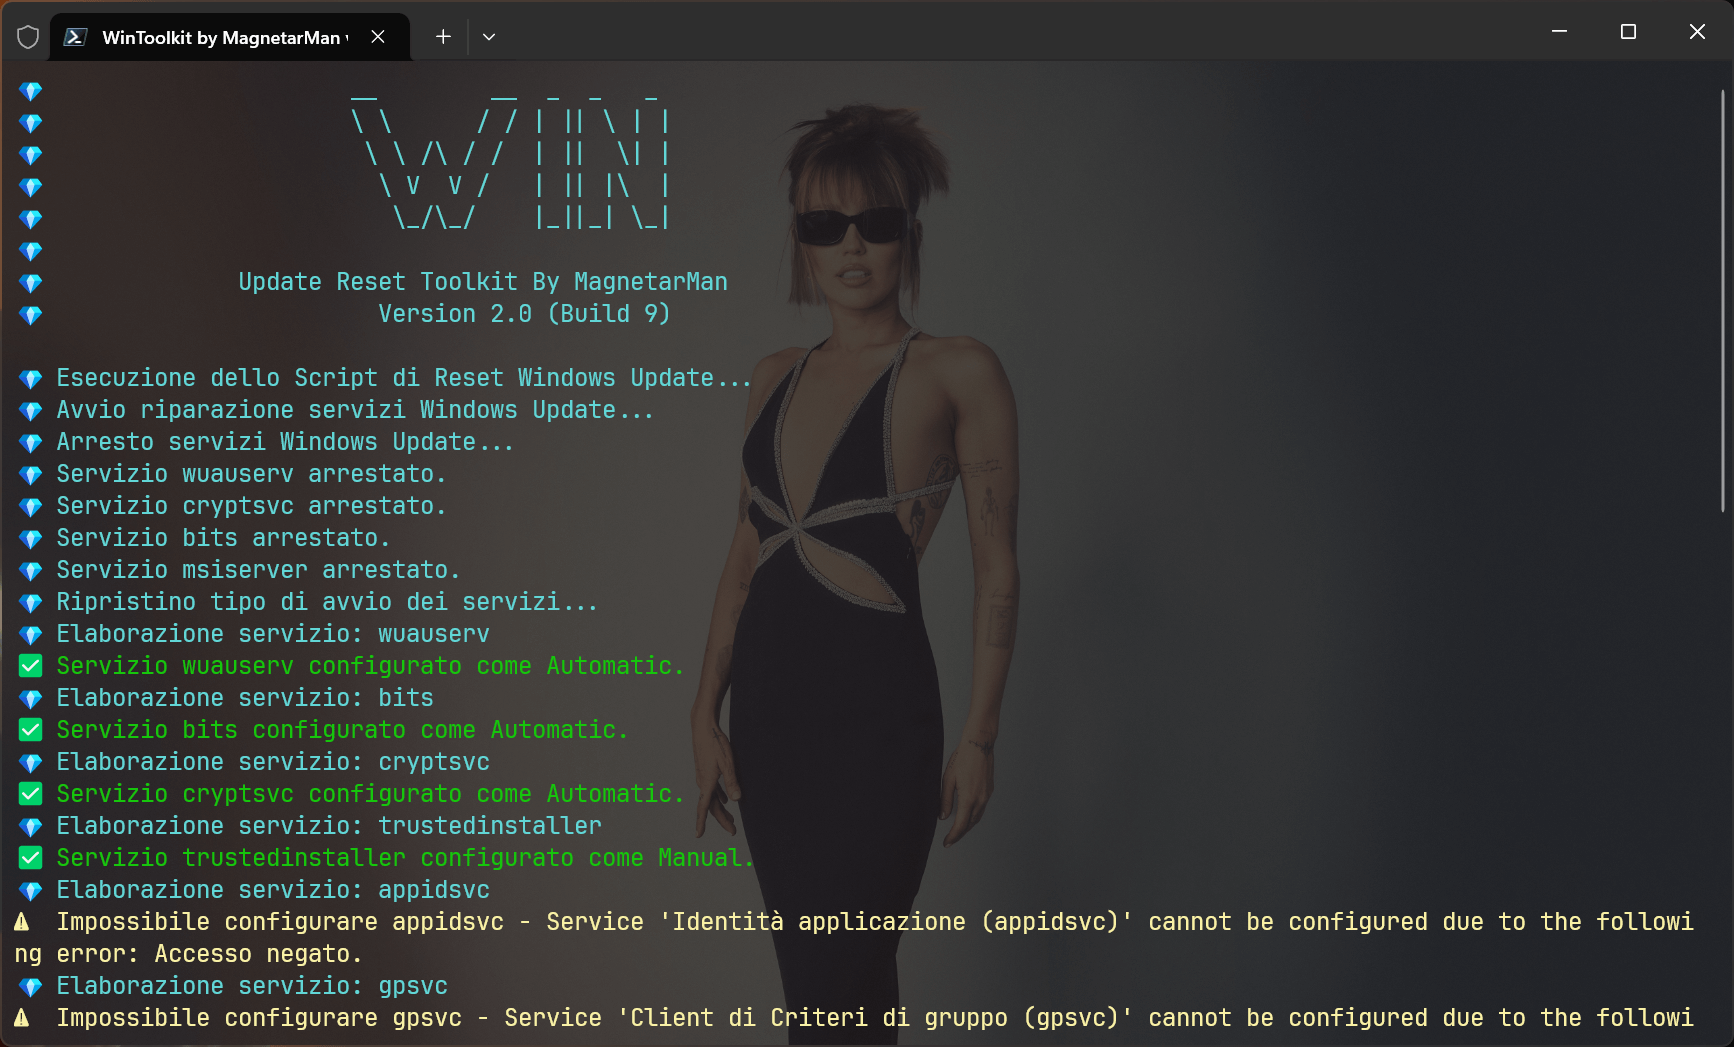 WinToolkit by MagnetarMan
__        __  _  _   _
\ \      / / | || \ | |
\ \ /\ / /  | ||  \| |
\ V  V /   | || |\  |
\_/\_/    |_||_| \_|
Update Reset Toolkit By MagnetarMan
Version 2.0 (Build 9)
💎 Esecuzione dello Script di Reset Windows Update...
💎 Avvio riparazione servizi Windows Update...
💎 Arresto servizi Windows Update...
💎 Servizio wuauserv arrestato.
💎 Servizio cryptsvc arrestato.
💎 Servizio bits arrestato.
💎 Servizio msiserver arrestato.
💎 Ripristino tipo di avvio dei servizi...
💎 Elaborazione servizio: wuauserv
✅ Servizio wuauserv configurato come Automatic.
💎 Elaborazione servizio: bits
✅ Servizio bits configurato come Automatic.
💎 Elaborazione servizio: cryptsvc
✅ Servizio cryptsvc configurato come Automatic.
💎 Elaborazione servizio: trustedinstaller
✅ Servizio trustedinstaller configurato come Manual.
💎 Elaborazione servizio: appidsvc
⚠ Impossibile configurare appidsvc - Service 'Identità applicazione (appidsvc)' cannot be configured due to the followi
ng error: Accesso negato.
💎 Elaborazione servizio: gpsvc
⚠ Impossibile configurare gpsvc - Service 'Client di Criteri di gruppo (gpsvc)' cannot be configured due to the followi